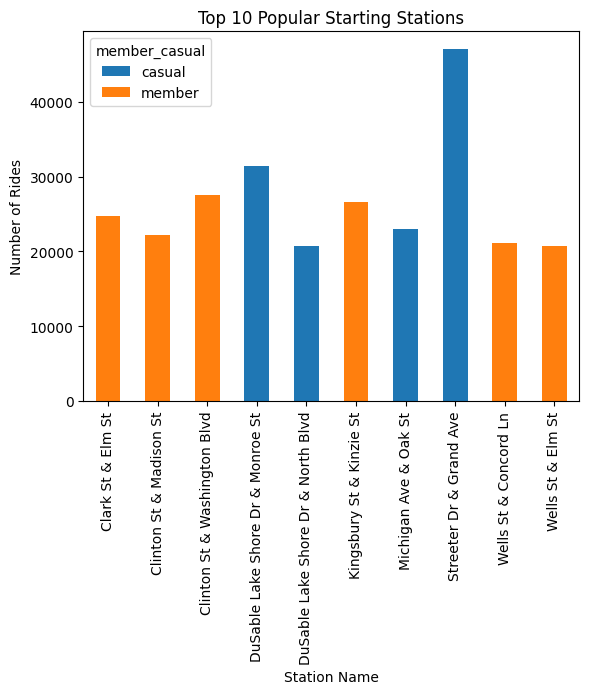 Top 10 Popular Starting Stations
member_casual
casual
member
Number of Rides
40000
30000
20000
10000
0
Clark St & Elm St
Clinton St & Madison St
Clinton St & Washington Blvd
DuSable Lake Shore Dr & Monroe St
DuSable Lake Shore Dr & North Blvd
Kingsbury St & Kinzie St
Michigan Ave & Oak St
Streeter Dr & Grand Ave
Wells St & Concord Ln
Wells St & Elm St
Station Name